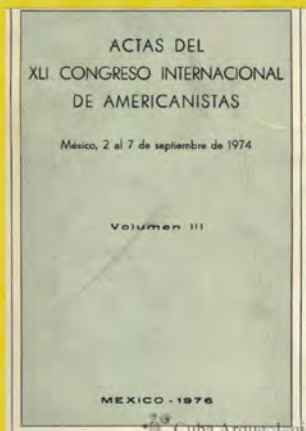 ACTAS DEL
XLI CONGRESO INTERNACIONAL
DE AMERICANISTAS
México, 2 al 7 de septiembre de 1974
Volumen III
MEXICO - 1976
Cuba